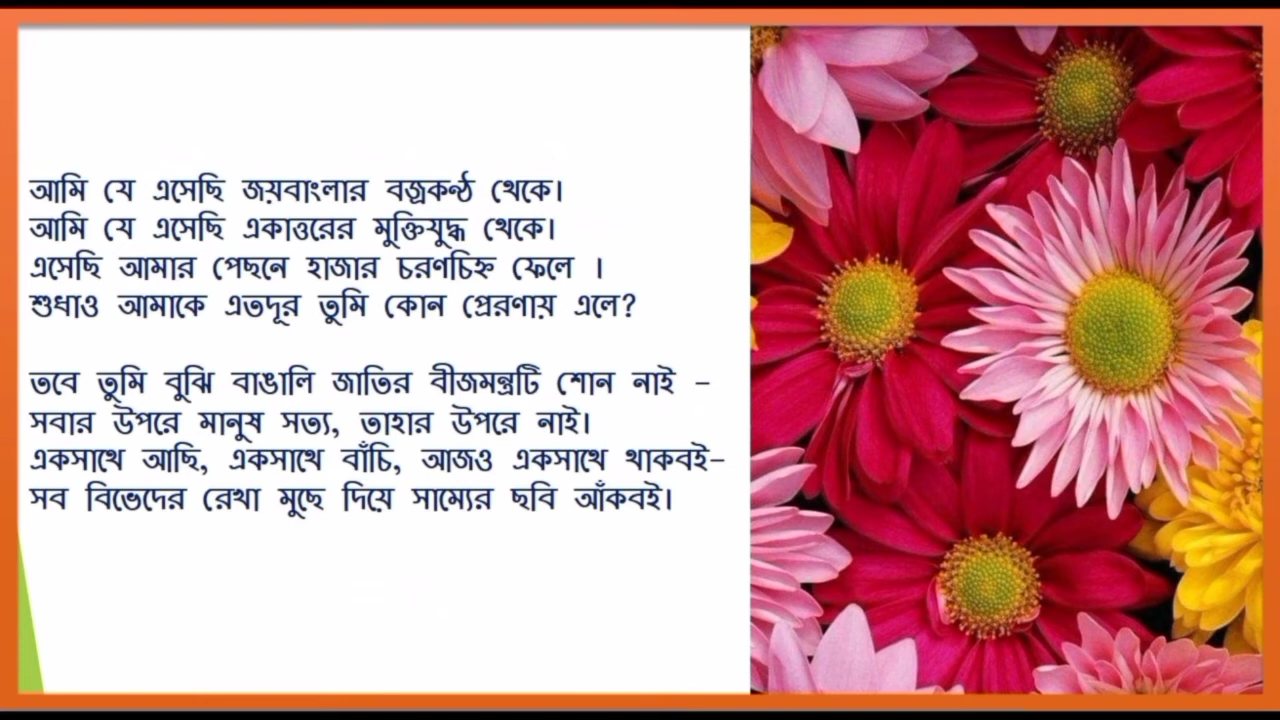 আমি যে এসেছি জয়বাংলার বজ্রকন্ঠ থেকে।
আমি যে এসেছি একাত্তরের মুক্তিযুদ্ধ থেকে।
এসেছি আমার পেছনে হাজার চরণচিহ্ন ফেলে ।
শুধাও আমাকে এতদূর তুমি কোন প্রেরণায় এলে?
তবে তুমি বুঝি বাঙালি জাতির বীজমন্ত্রটি শোন নাই –
সবার উপরে মানুষ সত্য, তাহার উপরে নাই।
একসাথে আছি, একসাথে বাঁচি, আজও একসাথে থাকবই–
সব বিভেদের রেখা মুছে দিয়ে সাম্যের ছবি আঁকবই।